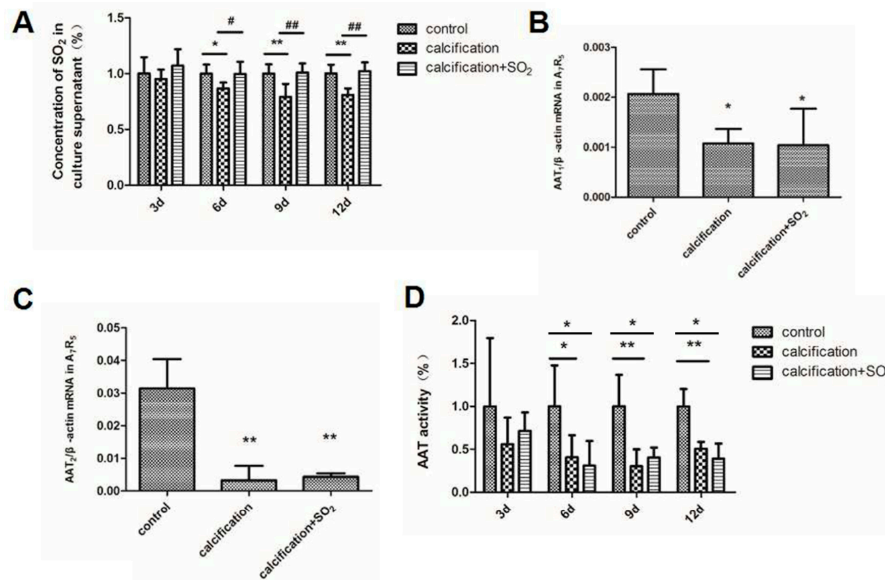 A
Concentration of SO2 in
culture supernatant (%)
1.5
1.0
0.5
0.0
* # ** ## ** ##
3d 6d 9d 12d
control
calcification
calcification+SO2
B
AAT1/β -actin mRNA in A7R5
0.003
0.002
0.001
0.000
* *
control calcification calcification+SO2
C
AAT2/β -actin mRNA in A7R5
0.05
0.04
0.03
0.02
0.01
0.00
** **
control calcification calcification+SO2
D
AAT activity (%)
2.0
1.5
1.0
0.5
0.0
* * *
* ** **
3d 6d 9d 12d
control
calcification
calcification+SO